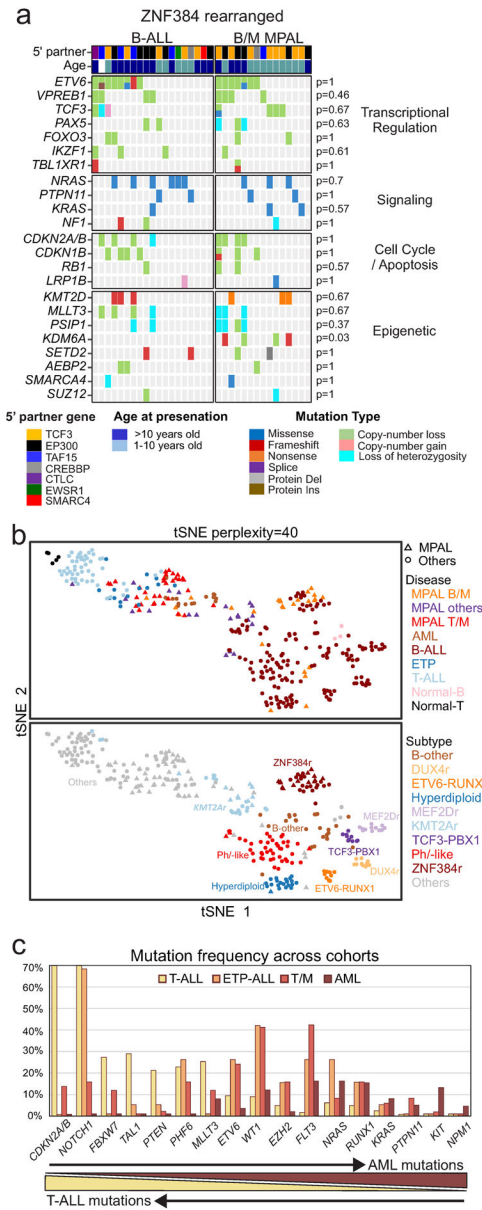 a
ZNF384 rearranged
B-ALL B/M MPAL
5' partner
Age
ETV6 p=1
VPREB1 p=0.46
TCF3 p=0.67
PAX5 p=0.63
FOXO3 p=1
IKZF1 p=0.61
TBL1XR1 p=1
Transcriptional
Regulation
NRAS p=0.7
PTPN11 p=1
KRAS p=0.57
NF1 p=1
Signaling
CDKN2A/B p=1
CDKN1B p=1
RB1 p=0.57
LRP1B p=1
Cell Cycle
/ Apoptosis
KMT2D p=0.67
MLLT3 p=0.67
PSIP1 p=0.37
KDM6A p=0.03
SETD2 p=1
AEBP2 p=1
SMARCA4 p=1
SUZ12 p=1
Epigenetic
5' partner gene
TCF3
EP300
TAF15
CREBBP
CTLC
EWSR1
SMARC4
Age at presenation
>10 years old
1-10 years old
Mutation Type
Missense
Frameshift
Nonsense
Splice
Protein Del
Protein Ins
Copy-number loss
Copy-number gain
Loss of heterozygosity
b
tSNE perplexity=40
MPAL
Others
Disease
MPAL B/M
MPAL others
MPAL T/M
AML
B-ALL
ETP
T-ALL
Normal-B
Normal-T
tSNE_2
Others
ZNF384r
KMT2Ar
B-other
MEF2Dr
TCF3-PBX1
Ph/-like
DUX4r
Hyperdiploid
ETV6-RUNX1
Subtype
B-other
DUX4r
ETV6-RUNX
Hyperdiploid
MEF2Dr
KMT2Ar
TCF3-PBX1
Ph/-like
ZNF384r
Others
tSNE_1
c
Mutation frequency across cohorts
T-ALL ETP-ALL T/M AML
70%
60%
50%
40%
30%
20%
10%
0%
CDKN2A/B NOTCH1 FBXW7 TAL1 PTEN PHF6 MLLT3 ETV6 WT1 EZH2 FLT3 NRAS RUNX1 KRAS PTPN11 KIT NPM1
AML mutations
T-ALL mutations